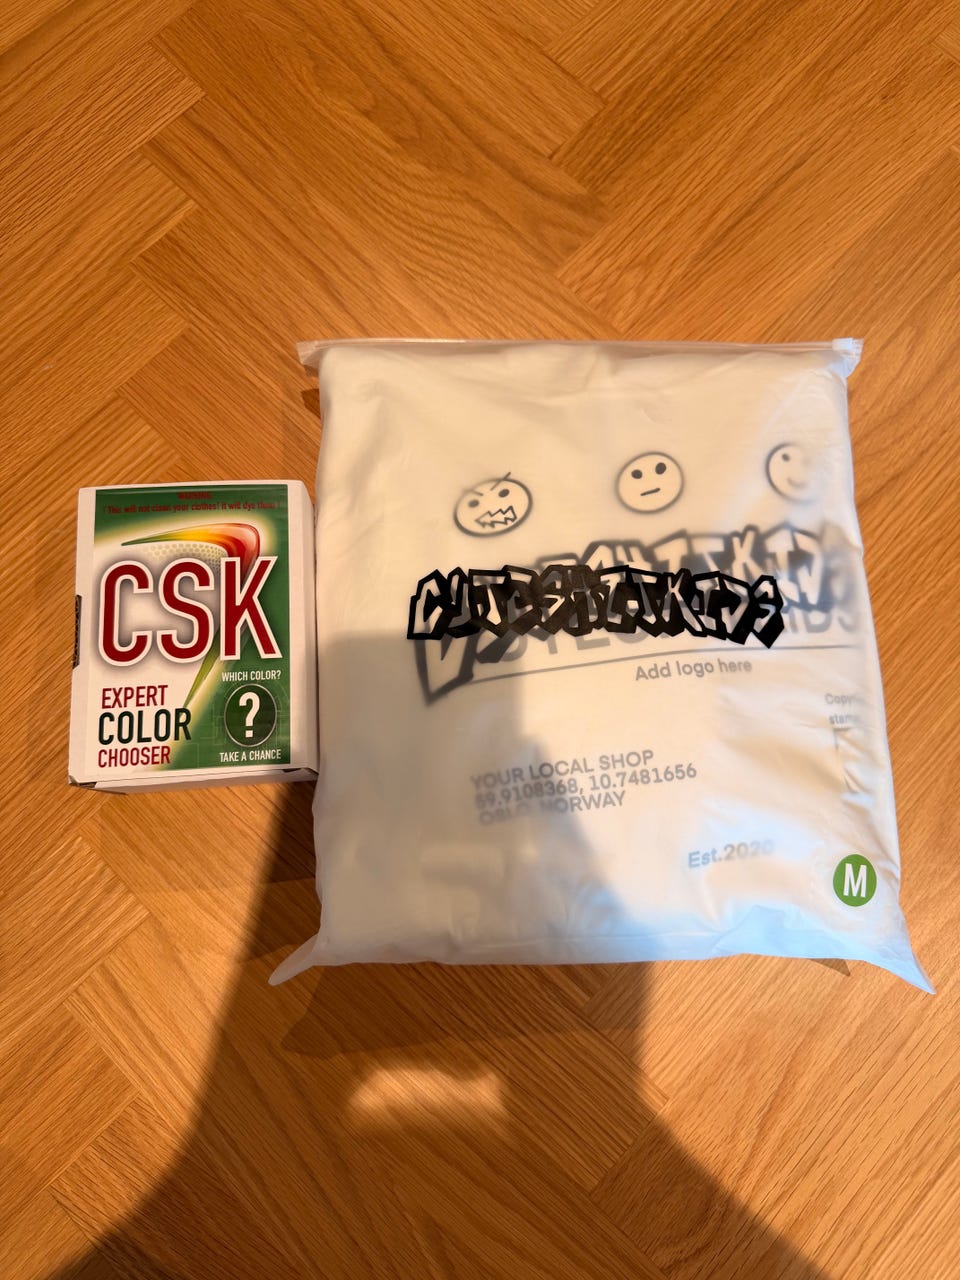 WARNING:
This will not clean your clothes! It will dye them!
CSK
WHICH COLOR?
?
EXPERT
COLOR
CHOOSER
TAKE A CHANCE
Add logo here
YOUR LOCAL SHOP
59.9108368, 10.7481656
OSLO, NORWAY
Est.2020
M